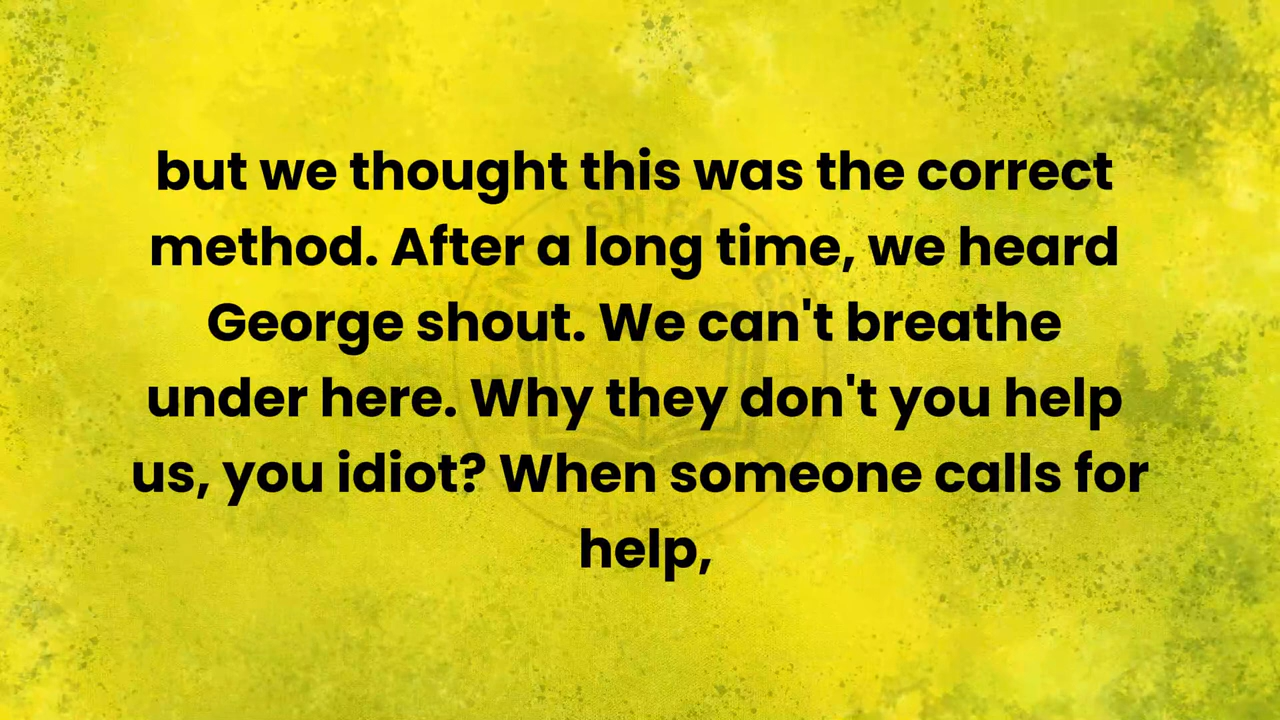 but we thought this was the correct
method. After a long time, we heard
George shout. We can't breathe
under here. Why they don't you help
us, you idiot? When someone calls for
help,